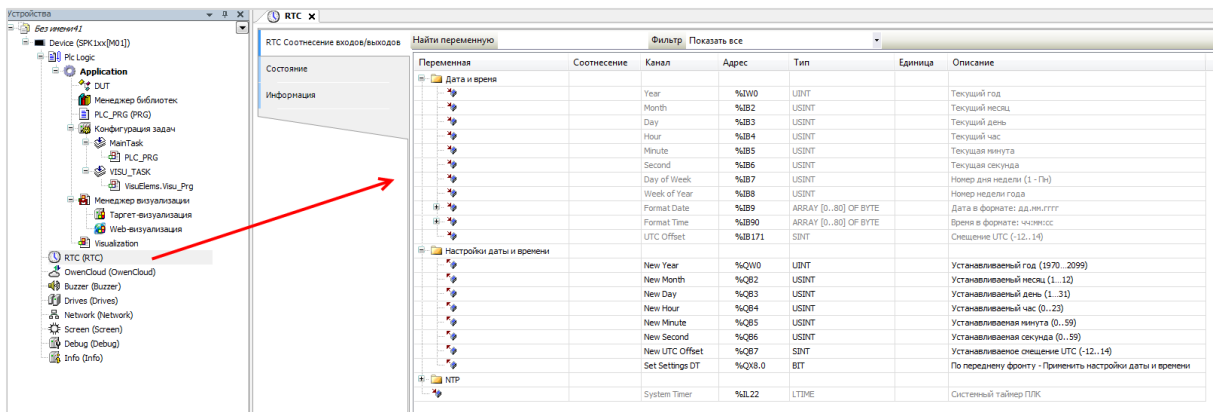 Устройства
Безимени41
Device (SPK1xx[M01])
Plc Logic
Application
DUT
Менеджер библиотек
PLC_PRG (PRG)
Конфигурация задач
MainTask
PLC_PRG
VISU_TASK
VisuElems.Visu_Prg
Менеджер визуализации
Таргет-визуализация
Web-визуализация
Visualization
RTC (RTC)
OwenCloud (OwenCloud)
Buzzer (Buzzer)
Drives (Drives)
Network (Network)
Screen (Screen)
Debug (Debug)
Info (Info)
RTC
RTC Соотнесение входов/выходов
Состояние
Информация
Найти переменную Фильтр Показать все
Переменная Соотнесение Канал Адрес Тип Единица Описание
Дата и время
Year %IW0 UINT Текущий год
Month %IB2 USINT Текущий месяц
Day %IB3 USINT Текущий день
Hour %IB4 USINT Текущий час
Minute %IB5 USINT Текущая минута
Second %IB6 USINT Текущая секунда
Day of Week %IB7 USINT Номер дня недели (1 - Пн)
Week of Year %IB8 USINT Номер недели года
Format Date %IB9 ARRAY [0..80] OF BYTE Дата в формате: дд.мм.гггг
Format Time %IB90 ARRAY [0..80] OF BYTE Время в формате: чч:мм:сс
UTC Offset %IB171 SINT Смещение UTC (-12..14)
Настройки даты и времени
New Year %QW0 UINT Устанавливаемый год (1970...2099)
New Month %QB2 USINT Устанавливаемый месяц (1...12)
New Day %QB3 USINT Устанавливаемый день (1...31)
New Hour %QB4 USINT Устанавливаемый час (0..23)
New Minute %QB5 USINT Устанавливаемая минута (0..59)
New Second %QB6 USINT Устанавливаемая секунда (0..59)
New UTC Offset %QB7 SINT Устанавливаемое смещение UTC (-12..14)
Set Settings DT %QX8.0 BIT По переднему фронту - Применить настройки даты и времени
NTP
System Timer %IL22 LTIME Системный таймер ПЛК